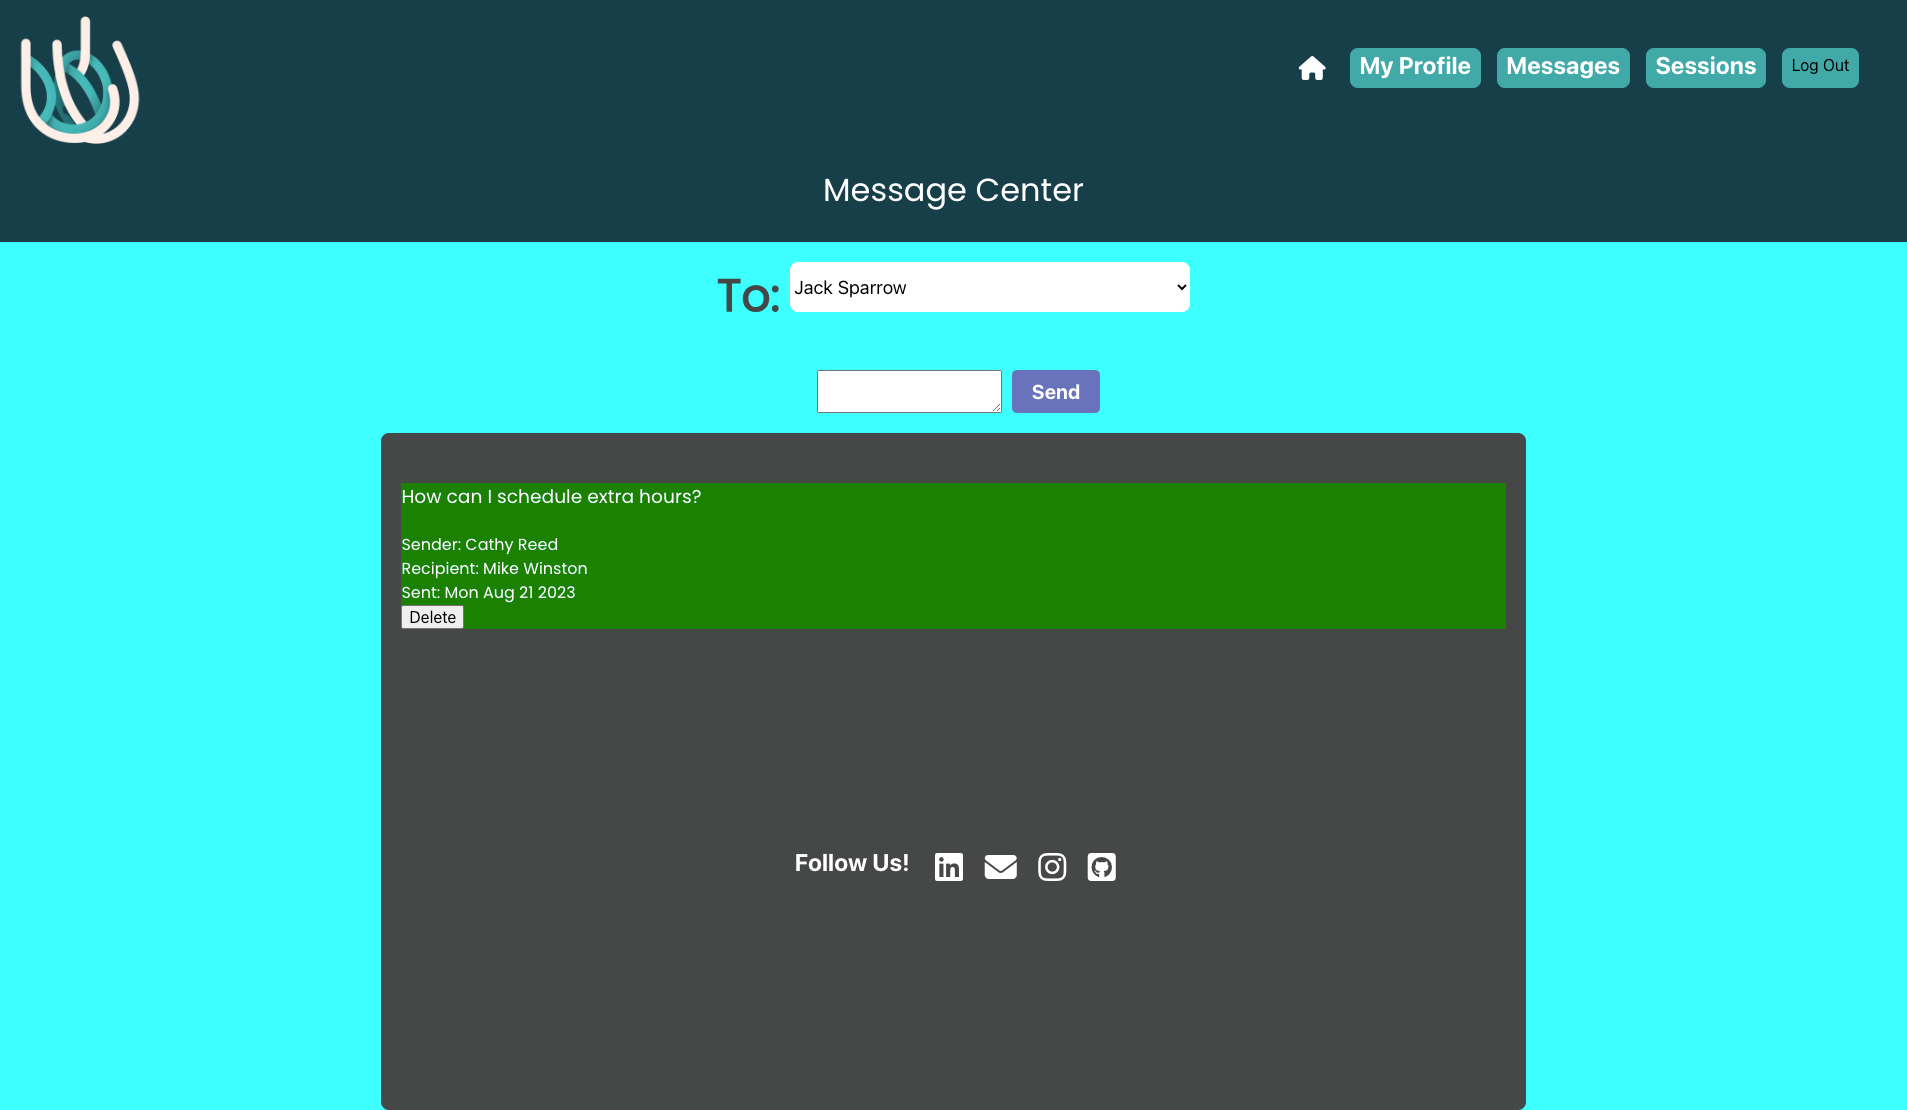 My Profile Messages Sessions Log Out
Message Center
To: Jack Sparrow
Send
How can I schedule extra hours?
Sender: Cathy Reed
Recipient: Mike Winston
Sent: Mon Aug 21 2023
Delete
Follow Us!